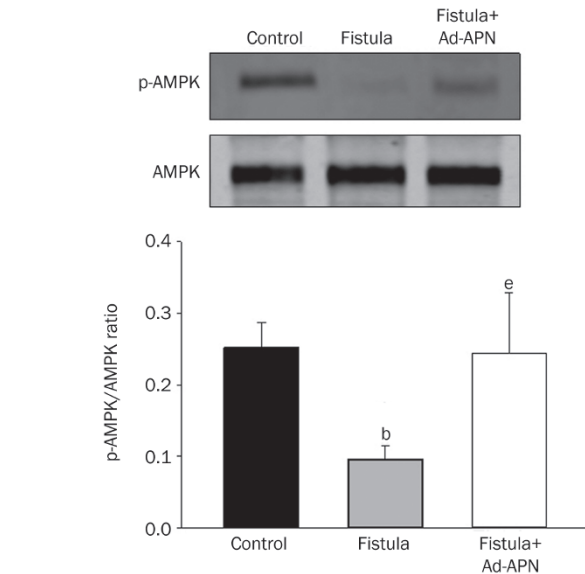 Control Fistula Fistula+
Ad-APN
p-AMPK
AMPK
0.4
0.3
0.2
0.1
0.0
p-AMPK/AMPK ratio
b
e
Control Fistula Fistula+
Ad-APN